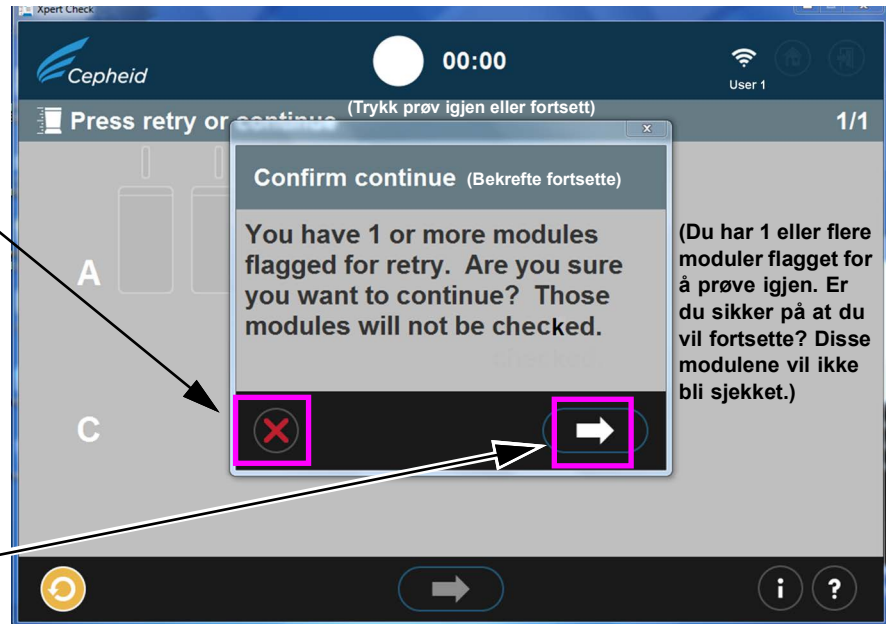 Xpert Check
Cepheid
00:00
User 1
(Trykk prøv igjen eller fortsett)
Press retry or continue
1/1
Confirm continue (Bekrefte fortsette)
You have 1 or more modules
flagged for retry. Are you sure
you want to continue? Those
modules will not be checked.
(Du har 1 eller flere
moduler flagget for
å prøve igjen. Er
du sikker på at du
vil fortsette? Disse
modulene vil ikke
bli sjekket.)
A
C
i
?